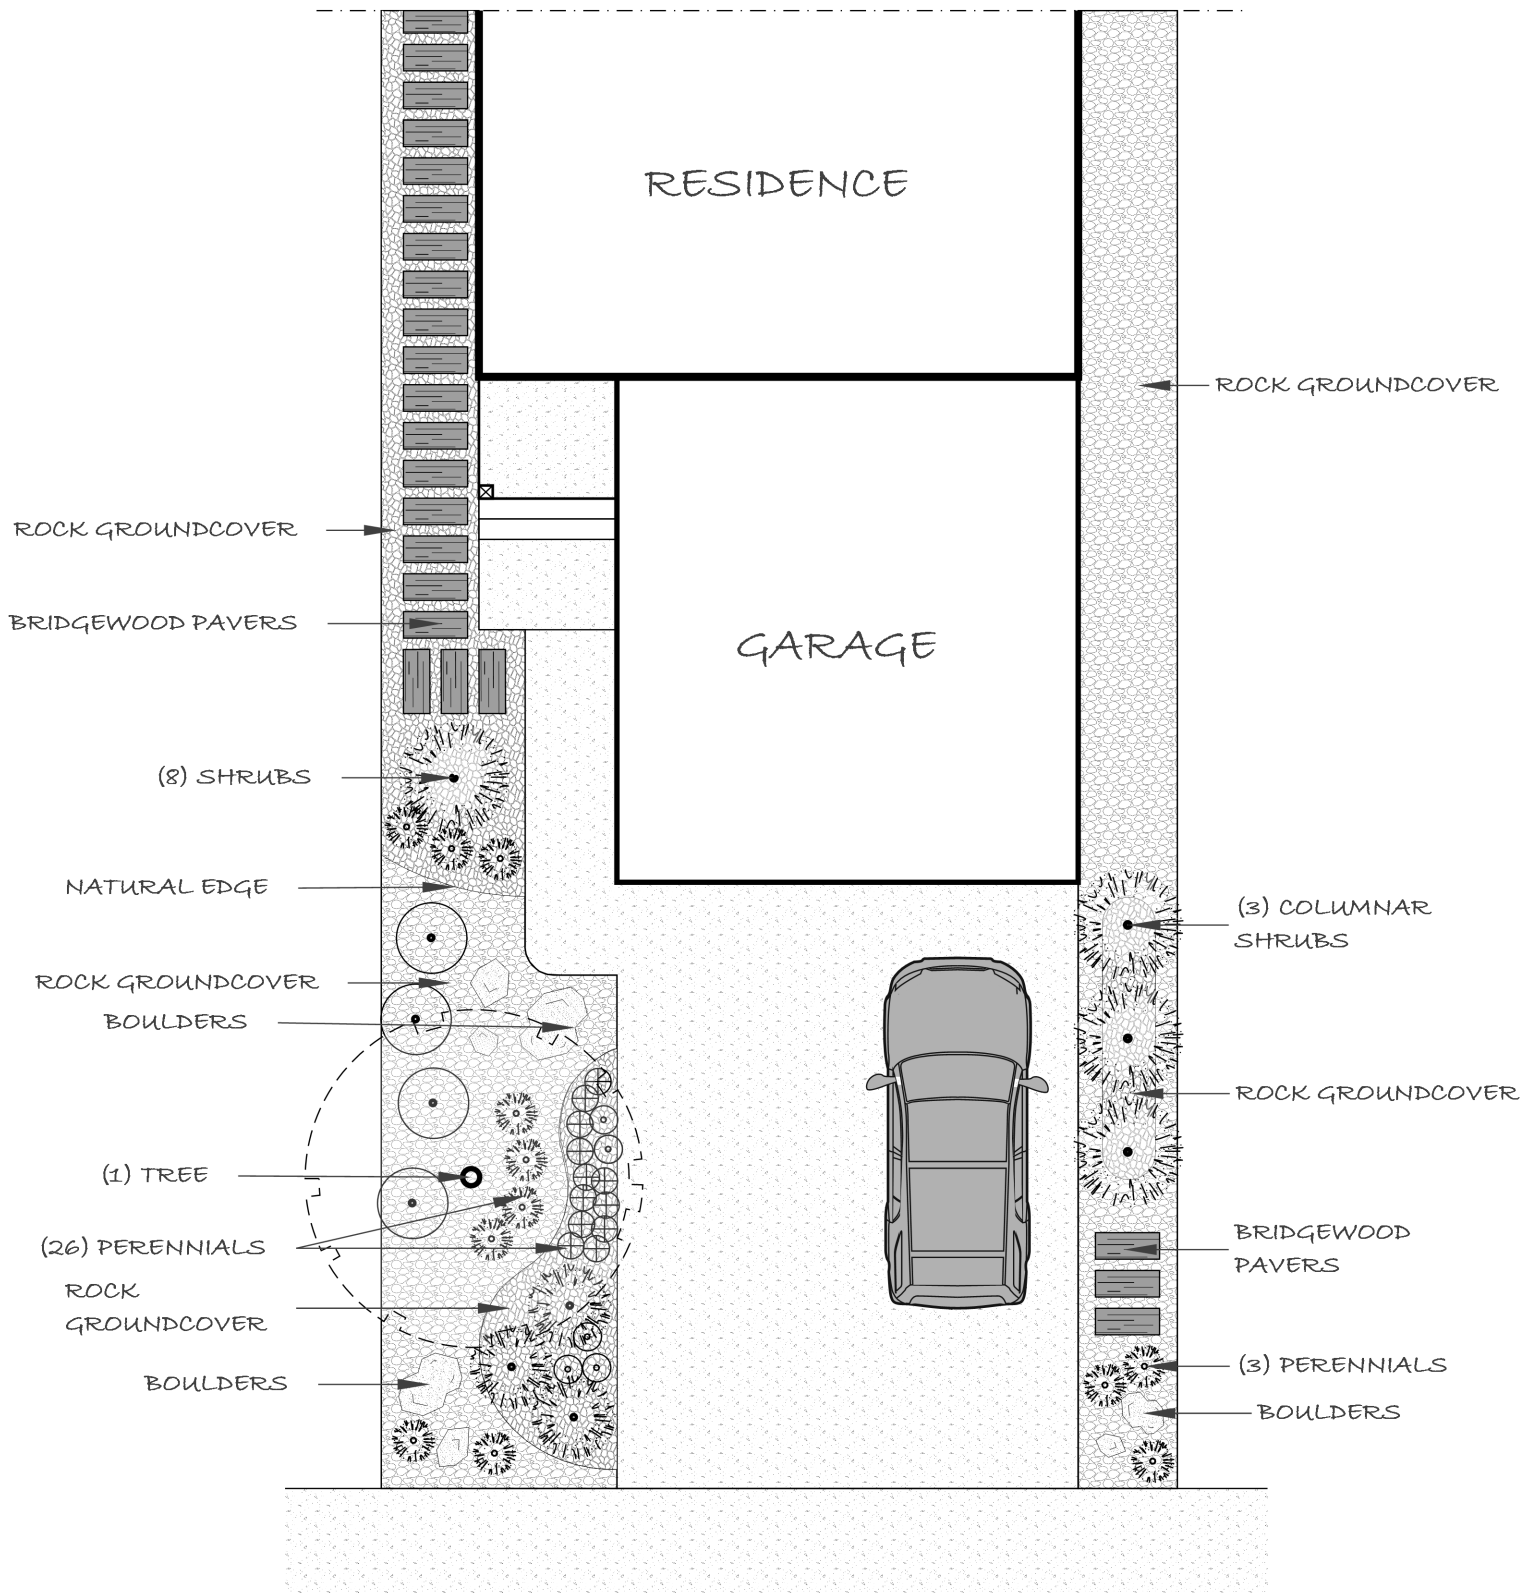 RESIDENCE
ROCK GROUNDCOVER
ROCK GROUNDCOVER
BRIDGEWOOD PAVERS
GARAGE
(8) SHRUBS
NATURAL EDGE
(3) COLUMNAR
SHRUBS
ROCK GROUNDCOVER
BOULDERS
ROCK GROUNDCOVER
(1) TREE
(26) PERENNIALS
BRIDGEWOOD
PAVERS
ROCK
GROUNDCOVER
(3) PERENNIALS
BOULDERS
BOULDERS